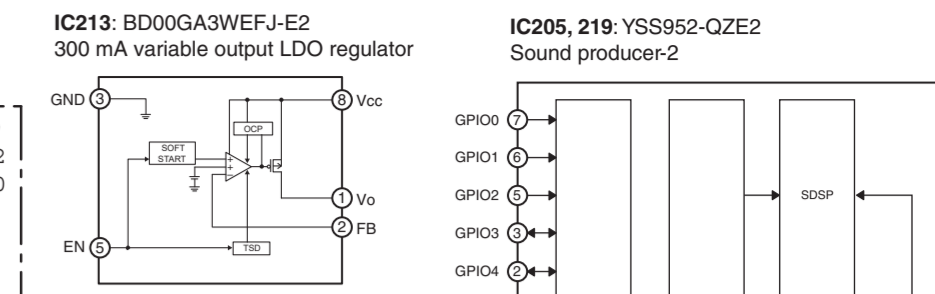 IC213: BD00GA3WEFJ-E2
300 mA variable output LDO regulator
GND 3
8 Vcc
OCP
SOFT
START
+
+
−
1 Vo
2 FB
EN 5
TSD
2
0
IC205, 219: YSS952-QZE2
Sound producer-2
GPIO0 7
GPIO1 6
GPIO2 5
SDSP
GPIO3 3
GPIO4 2